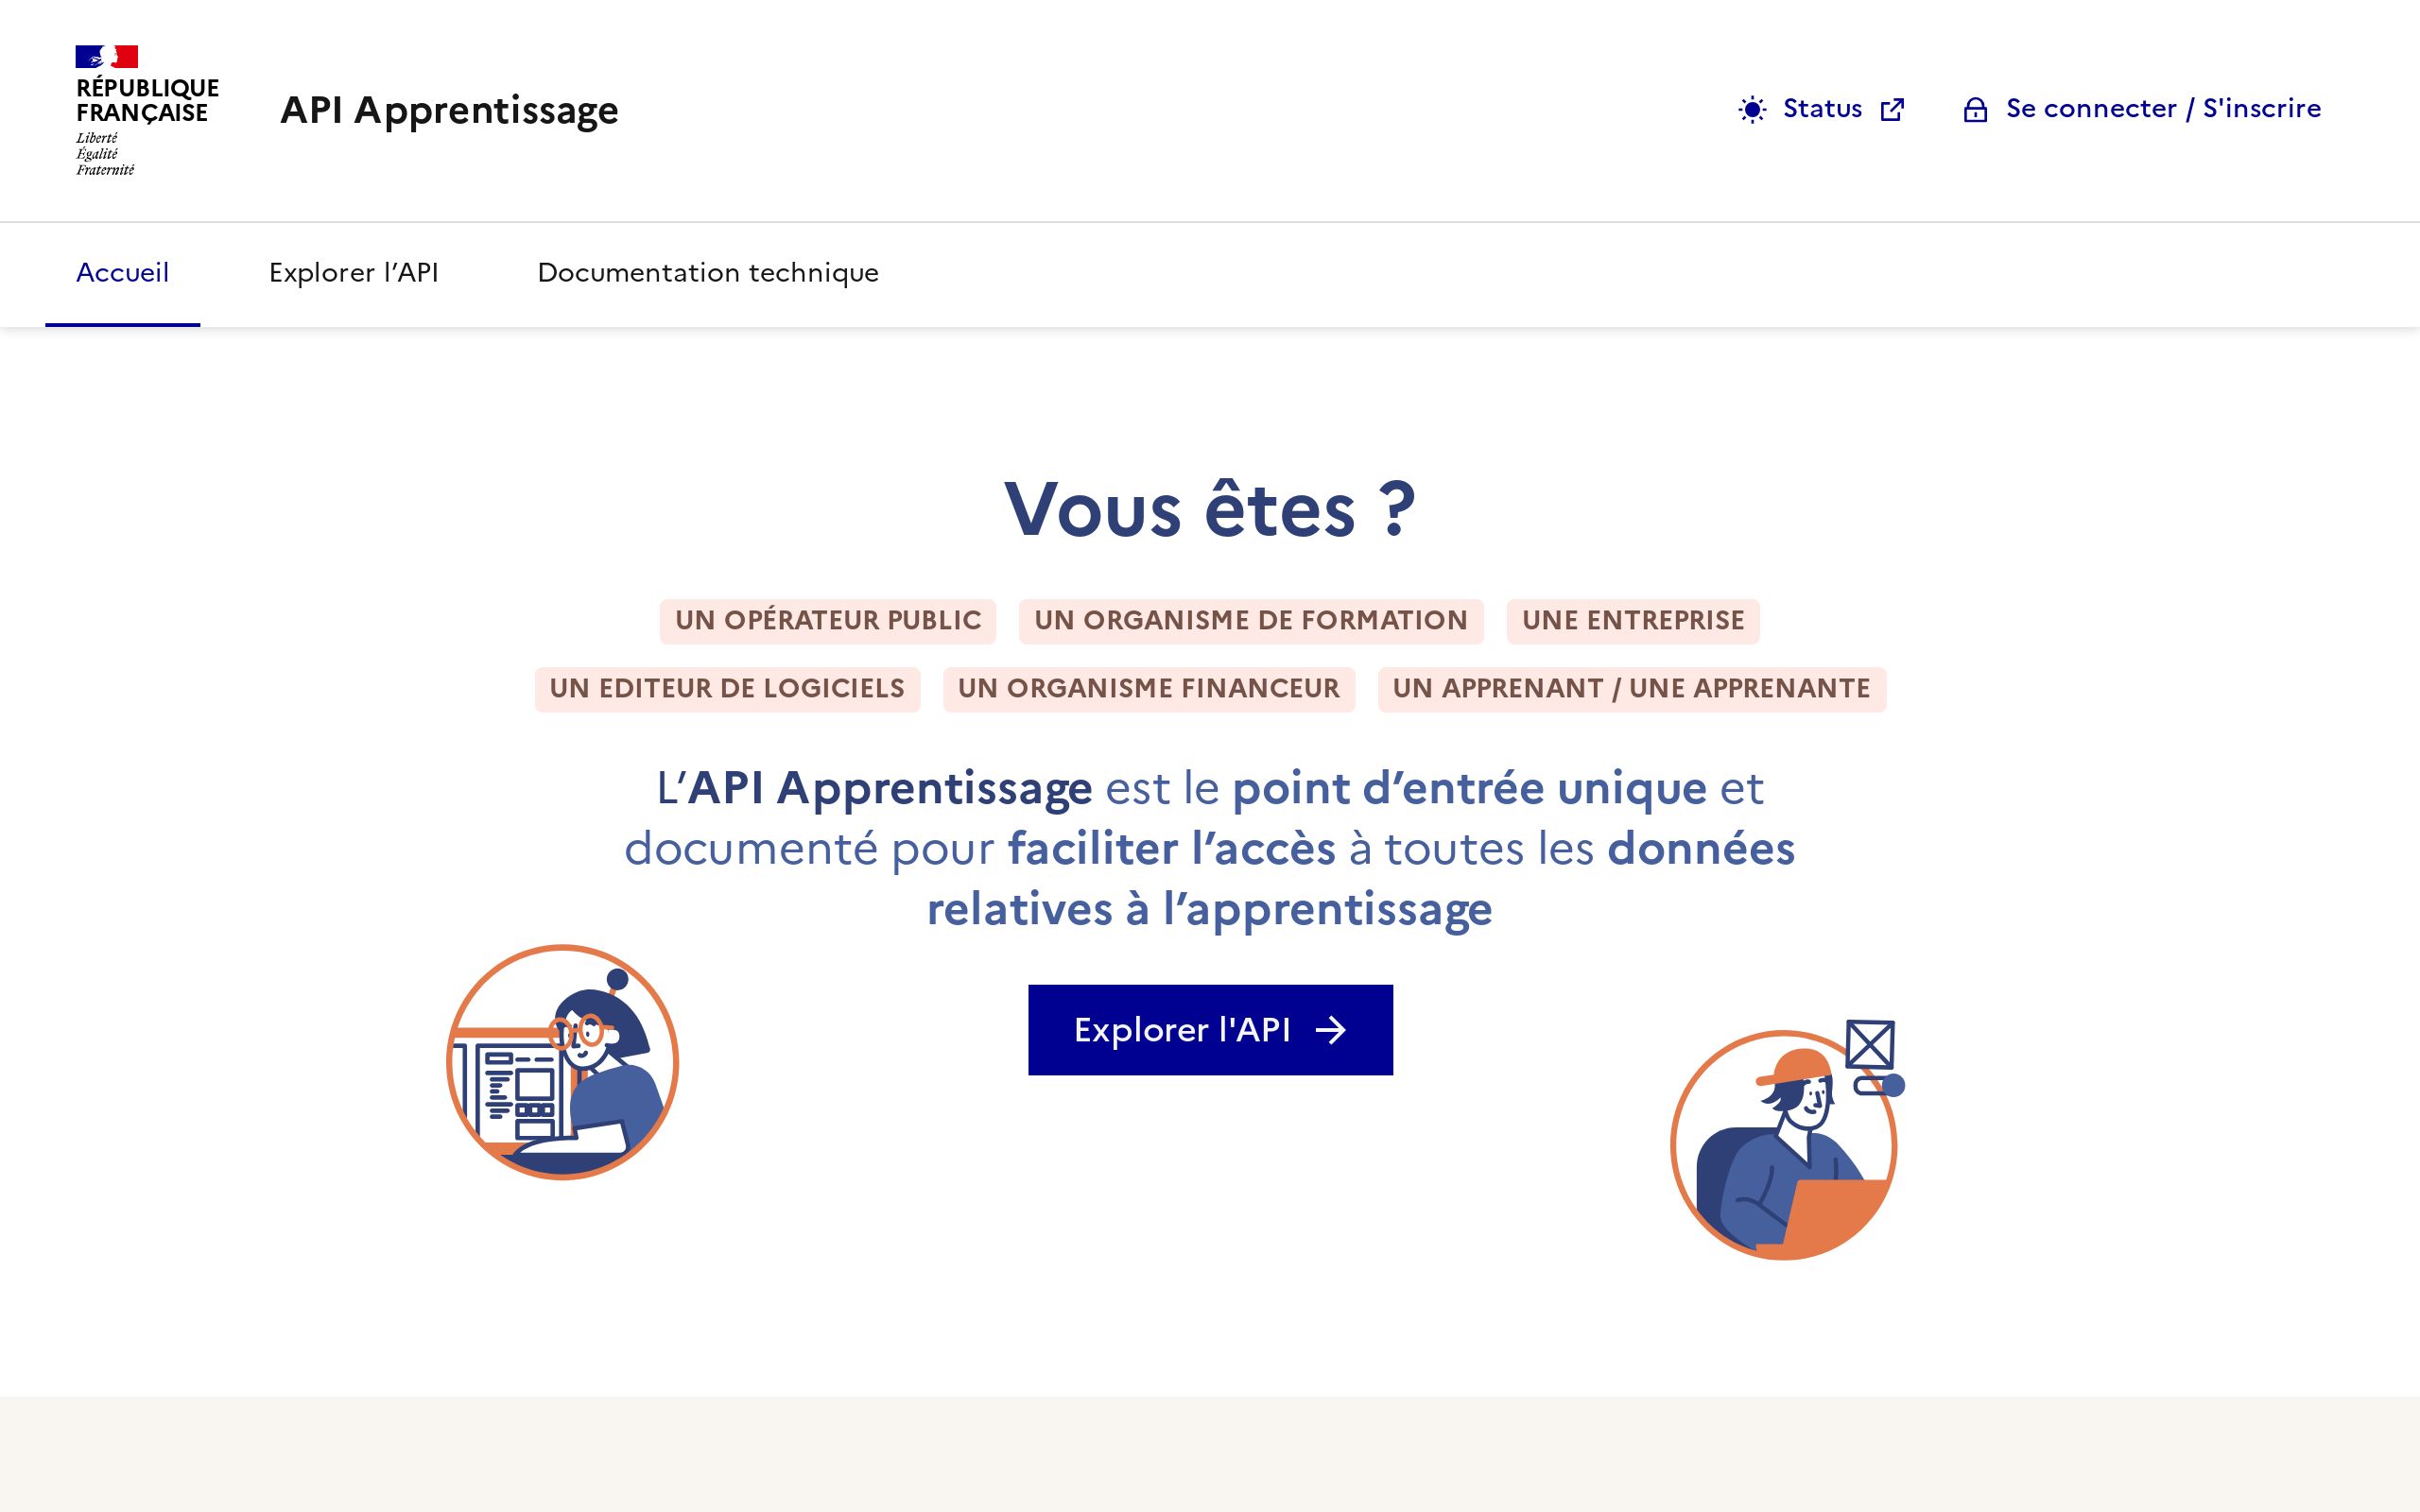 RÉPUBLIQUE
FRANÇAISE
Liberté
Égalité
Fraternité
API Apprentissage
Status
Se connecter / S'inscrire
Accueil
Explorer l’API
Documentation technique
Vous êtes ?
UN OPÉRATEUR PUBLIC
UN ORGANISME DE FORMATION
UNE ENTREPRISE
UN EDITEUR DE LOGICIELS
UN ORGANISME FINANCEUR
UN APPRENANT / UNE APPRENANTE
L’API Apprentissage est le point d’entrée unique et
documenté pour faciliter l’accès à toutes les données
relatives à l’apprentissage
Explorer l'API